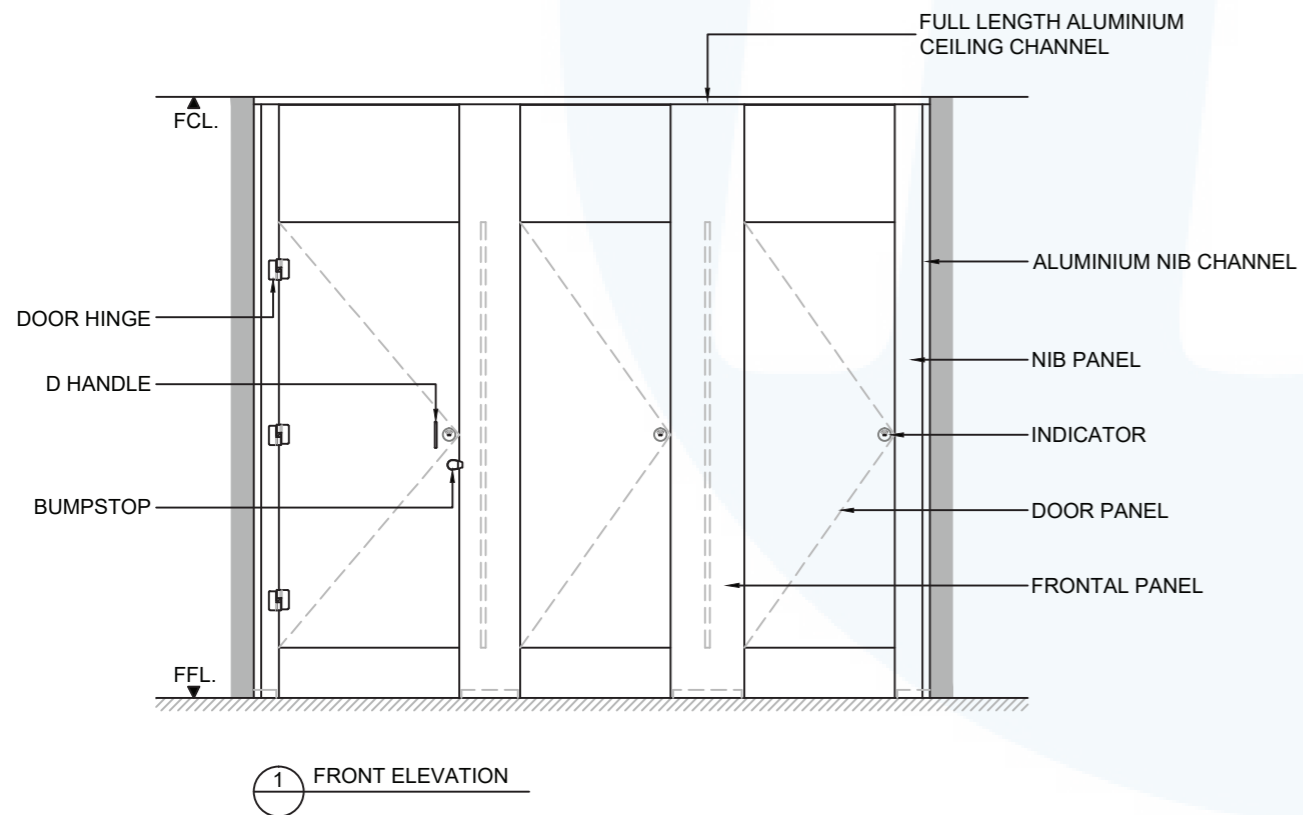 FULL LENGTH ALUMINIUM
CEILING CHANNEL
FCL.
ALUMINIUM NIB CHANNEL
DOOR HINGE
NIB PANEL
D HANDLE
INDICATOR
BUMPSTOP
DOOR PANEL
FRONTAL PANEL
FFL.
1 FRONT ELEVATION